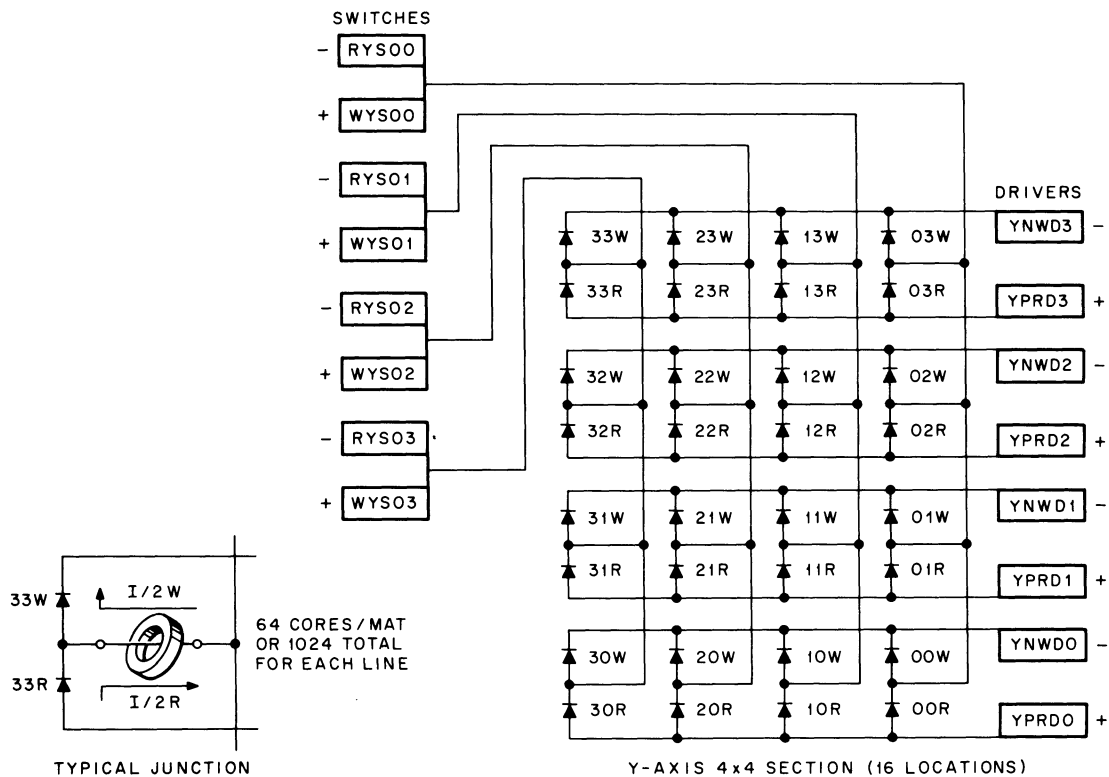 SWITCHES
- RYS00
+ WYS00
- RYS01
+ WYS01
- RYS02
+ WYS02
- RYS03
+ WYS03
DRIVERS
YNWD3 -
33W 23W 13W 03W
33R 23R 13R 03R
YPRD3 +
YNWD2 -
32W 22W 12W 02W
32R 22R 12R 02R
YPRD2 +
YNWD1 -
31W 21W 11W 01W
31R 21R 11R 01R
YPRD1 +
YNWD0 -
30W 20W 10W 00W
30R 20R 10R 00R
YPRD0 +
Y-AXIS 4x4 SECTION (16 LOCATIONS)
33W
I/2W
64 CORES/MAT
OR 1024 TOTAL
FOR EACH LINE
33R
I/2R
TYPICAL JUNCTION